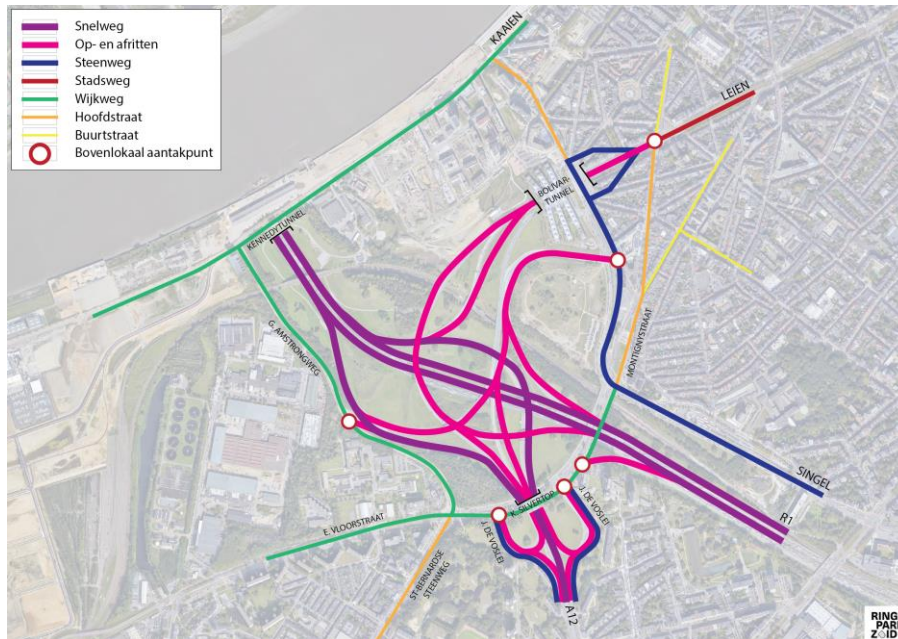 Snelweg
Op- en afritten
Steenweg
Stadsweg
Wijkweg
Hoofdstraat
Buurtstraat
Bovenlokaal aantakpunt
KAAIEN
LEIEN
BOLIVAR-
TUNNEL
KENNEDYTUNNEL
G. AMSTRONGWEG
MONTIGNYSTRAAT
SINGEL
R1
K. SILVERTOP
J. DE VOSLEI
J. DE VOSLEI
E. VLOORSTRAAT
ST-BERNARDSE
STEENWEG
A12
RING
PARK
ZUID